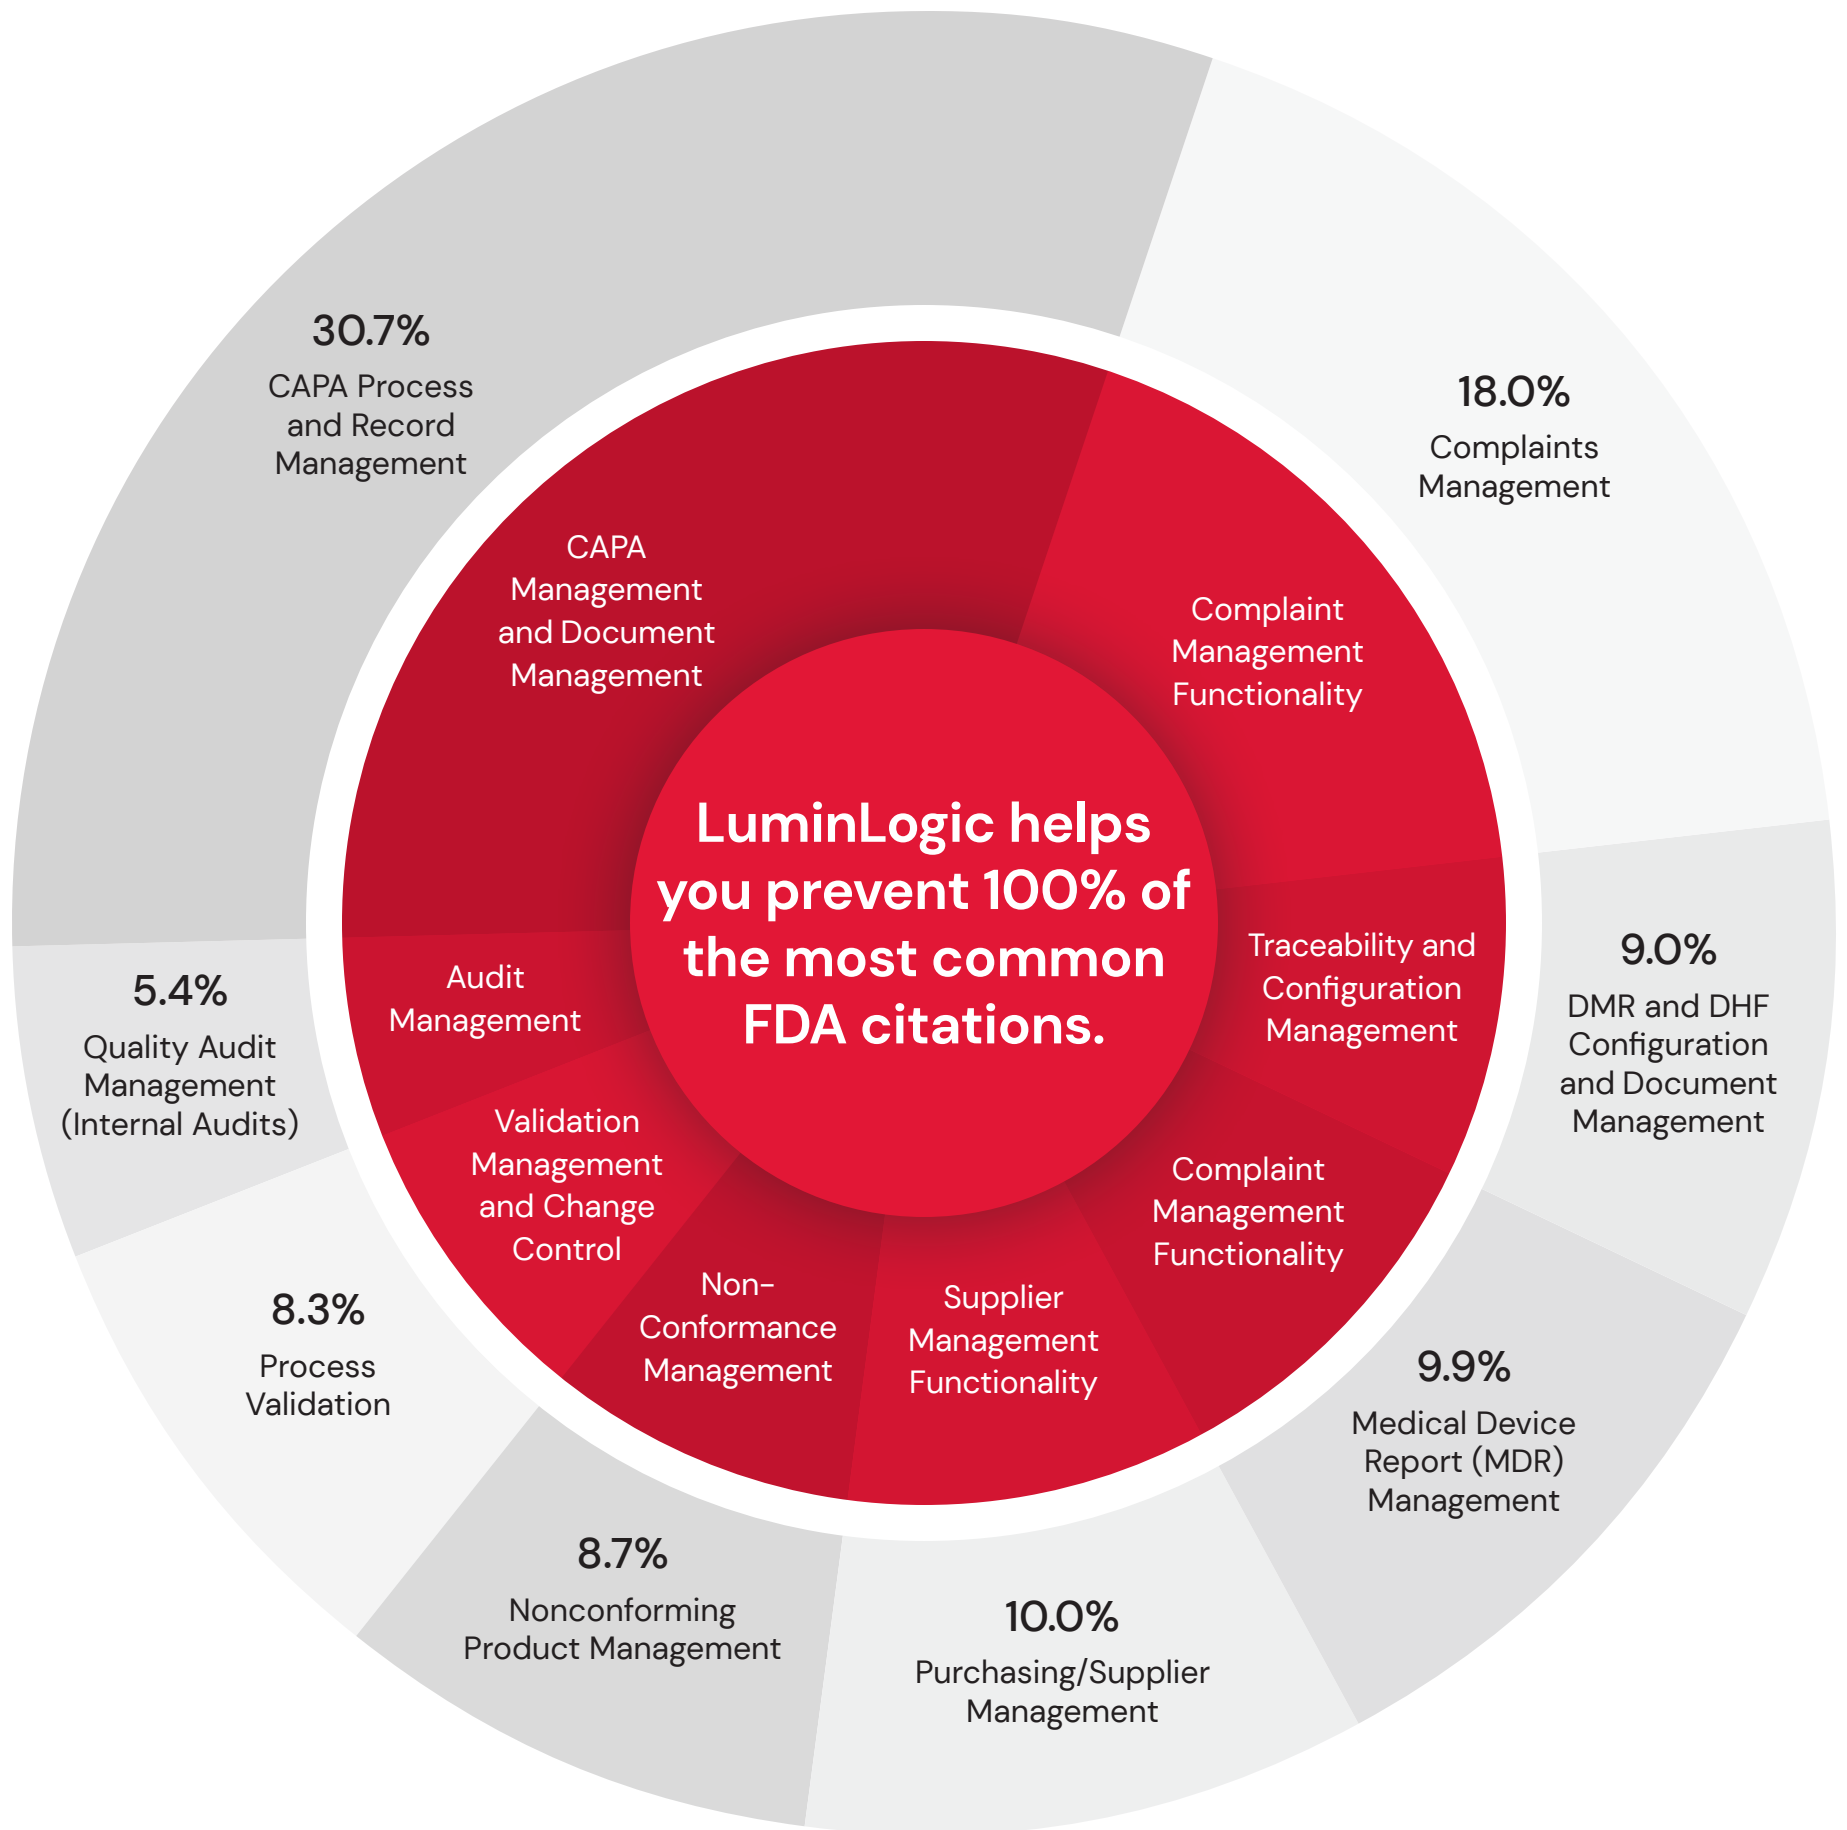 30.7%
CAPA Process
and Record
Management
18.0%
Complaints
Management
9.0%
DMR and DHF
Configuration
and Document
Management
9.9%
Medical Device
Report (MDR)
Management
10.0%
Purchasing/Supplier
Management
8.7%
Nonconforming
Product Management
8.3%
Process
Validation
5.4%
Quality Audit
Management
(Internal Audits)
CAPA
Management
and Document
Management
Complaint
Management
Functionality
Traceability and
Configuration
Management
Complaint
Management
Functionality
Supplier
Management
Functionality
Non-
Conformance
Management
Validation
Management
and Change
Control
Audit
Management
LuminLogic helps
you prevent 100% of
the most common
FDA citations.